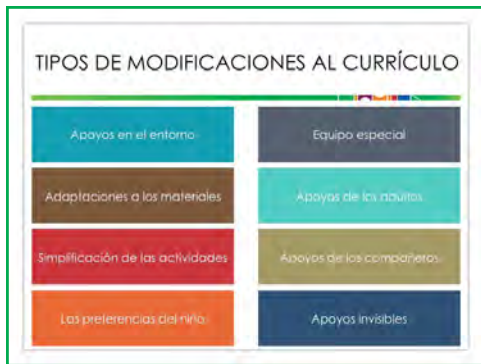 TIPOS DE MODIFICACIONES AL CURRÍCULO
Apoyos en el entorno
Equipo especial
Adaptaciones a los materiales
Apoyos de los adultos
Simplificación de las actividades
Apoyos de los compañeros
Las preferencias del niño
Apoyos invisibles